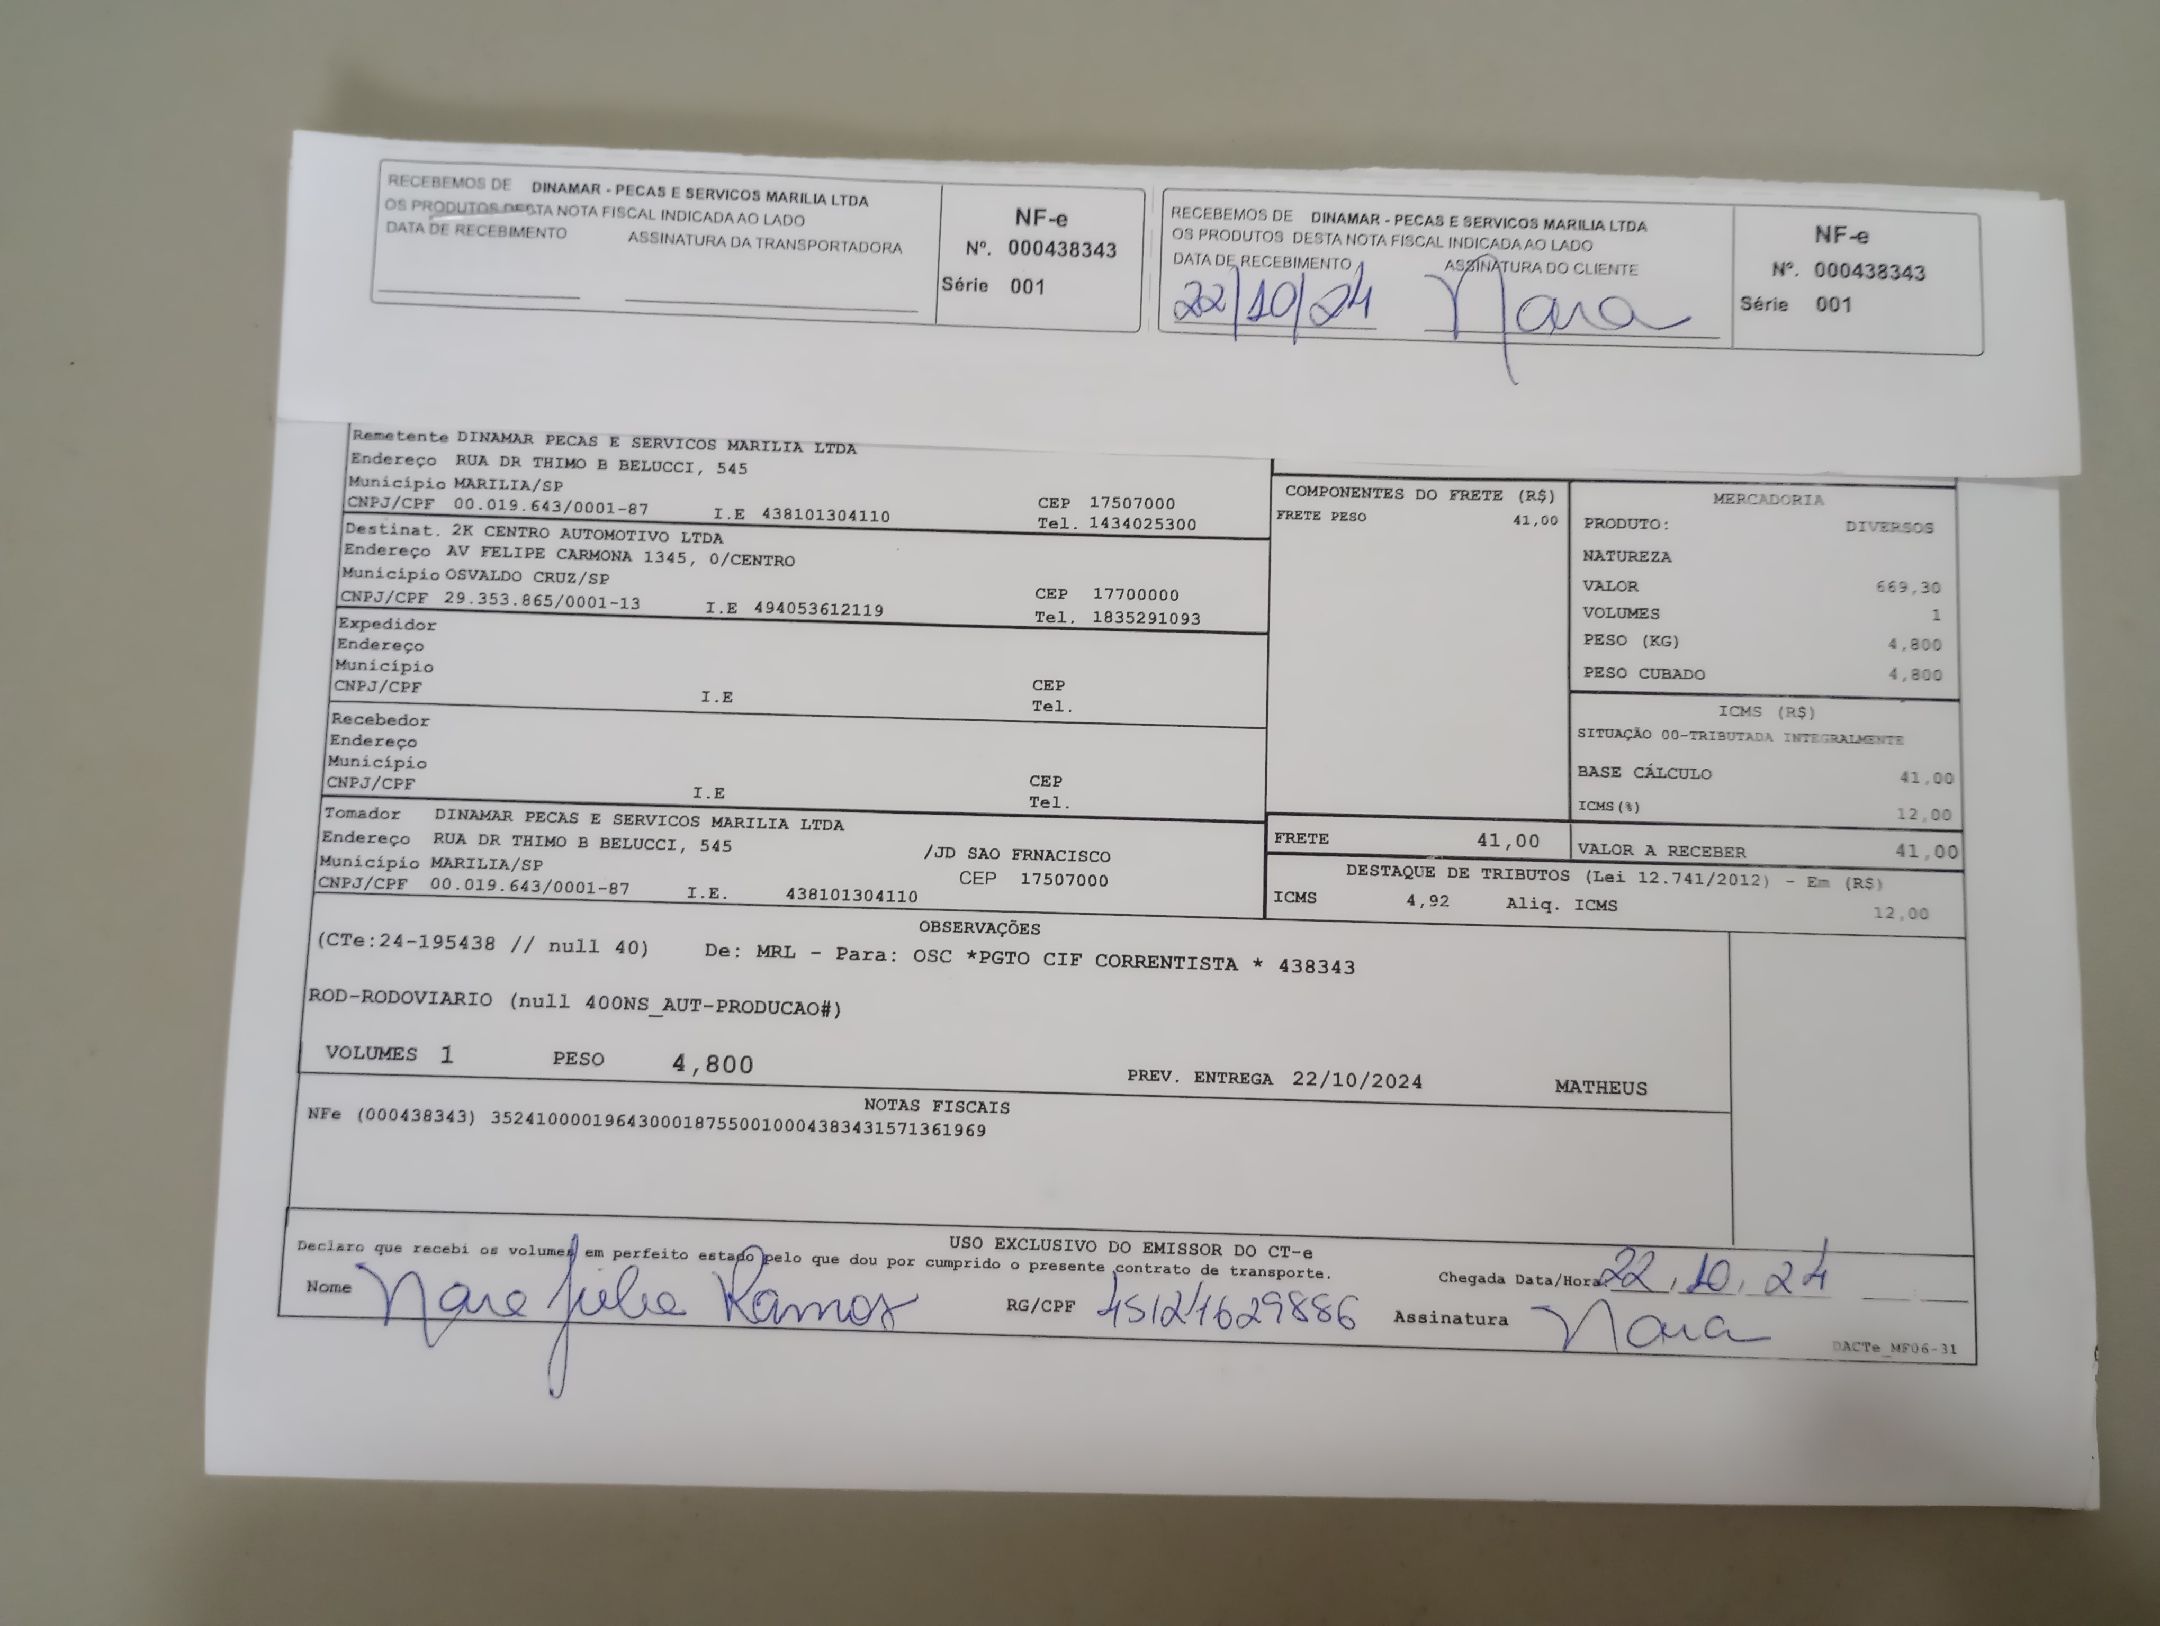 RECEBEMOS DE DINAMAR - PECAS E SERVICOS MARILIA LTDA
OS PRODUTOS DESTA NOTA FISCAL INDICADA AO LADO
DATA DE RECEBIMENTO ASSINATURA DA TRANSPORTADORA
NF-e
Nº. 000438343
Série 001
RECEBEMOS DE DINAMAR - PECAS E SERVICOS MARILIA LTDA
OS PRODUTOS DESTA NOTA FISCAL INDICADA AO LADO
DATA DE RECEBIMENTO ASSINATURA DO CLIENTE
22/10/24 Nara
NF-e
Nº. 000438343
Série 001
Remetente DINAMAR PECAS E SERVICOS MARILIA LTDA
Endereço RUA DR THIMO B BELUCCI, 545
Município MARILIA/SP
CNPJ/CPF 00.019.643/0001-87 I.E 438101304110
CEP 17507000
Tel. 1434025300
Destinat. 2K CENTRO AUTOMOTIVO LTDA
Endereço AV FELIPE CARMONA 1345, 0/CENTRO
Município OSVALDO CRUZ/SP
CNPJ/CPF 29.353.865/0001-13 I.E 494053612119
CEP 17700000
Tel. 1835291093
Expedidor
Endereço
Município
CNPJ/CPF I.E
CEP
Tel.
Recebedor
Endereço
Município
CNPJ/CPF I.E
CEP
Tel.
Tomador DINAMAR PECAS E SERVICOS MARILIA LTDA
Endereço RUA DR THIMO B BELUCCI, 545 /JD SAO FRNACISCO
Município MARILIA/SP CEP 17507000
CNPJ/CPF 00.019.643/0001-87 I.E. 438101304110
COMPONENTES DO FRETE (R$)
FRETE PESO 41,00
MERCADORIA
PRODUTO: DIVERSOS
NATUREZA
VALOR 669,30
VOLUMES 1
PESO (KG) 4,800
PESO CUBADO 4,800
ICMS (R$)
SITUAÇÃO 00-TRIBUTADA INTEGRALMENTE
BASE CÁLCULO 41,00
ICMS(%) 12,00
FRETE 41,00 VALOR A RECEBER 41,00
DESTAQUE DE TRIBUTOS (Lei 12.741/2012) - Em (R$)
ICMS 4,92 Aliq. ICMS 12,00
OBSERVAÇÕES
(CTe:24-195438 // null 40) De: MRL - Para: OSC *PGTO CIF CORRENTISTA * 438343
ROD-RODOVIARIO (null 400NS_AUT-PRODUCAO#)
VOLUMES 1 PESO 4,800 PREV. ENTREGA 22/10/2024 MATHEUS
NOTAS FISCAIS
NFe (000438343) 35241000019643000187550010004383431571361969
USO EXCLUSIVO DO EMISSOR DO CT-e
Declaro que recebi os volumes em perfeito estado pelo que dou por cumprido o presente contrato de transporte.
Chegada Data/Hora 22.10.24
Nome Nara Julia Ramos RG/CPF 45121629886 Assinatura Nara
DACTe_MF06-31